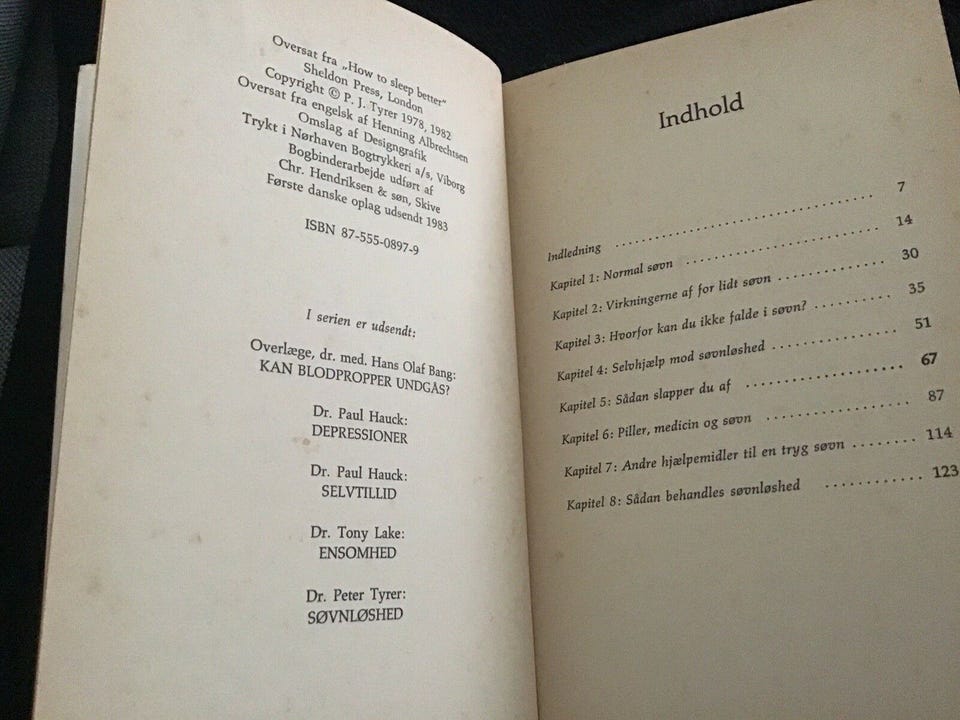 Oversat fra „How to sleep better"
Sheldon Press, London
Copyright © P. J. Tyrer 1978, 1982
Oversat fra engelsk af Henning Albrechtsen
Omslag af Designgrafik
Trykt i Nørhaven Bogtrykkeri a/s, Viborg
Bogbinderarbejde udført af
Chr. Hendriksen & søn, Skive
Første danske oplag udsendt 1983
ISBN 87-555-0897-9
I serien er udsendt:
Overlæge, dr. med. Hans Olaf Bang:
KAN BLODPROPPER UNDGÅS?
Dr. Paul Hauck:
DEPRESSIONER
Dr. Paul Hauck:
SELVTILLID
Dr. Tony Lake:
ENSOMHED
Dr. Peter Tyrer:
SØVNLØSHED
Indhold
Indledning .......................... 7
Kapitel 1: Normal søvn .................... 14
Kapitel 2: Virkningerne af for lidt søvn ............ 30
Kapitel 3: Hvorfor kan du ikke falde i søvn? .......... 35
Kapitel 4: Selvhjælp mod søvnløshed .............. 51
Kapitel 5: Sådan slapper du af .................. 67
Kapitel 6: Piller, medicin og søvn ................ 87
Kapitel 7: Andre hjælpemidler til en tryg søvn ........ 114
Kapitel 8: Sådan behandles søvnløshed ............ 123